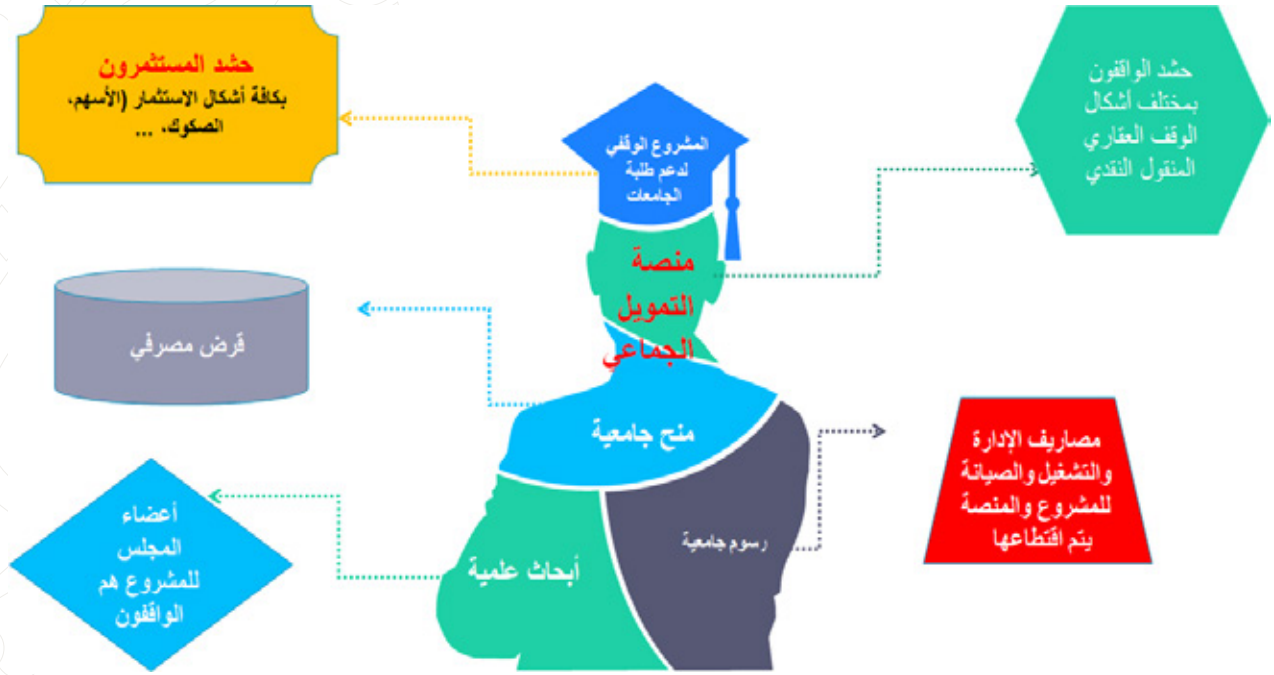 حشد المستثمرون
بكافة أشكال الاستثمار (الأسهم،
الصكوك، ...
حشد الواقفون
بمختلف أشكال
الوقف العقاري
المنقول النقدي
المشروع الوقفي
لدعم طلبة
الجامعات
منصة
التمويل
الجماعي
قرض مصرفي
منح جامعية
مصاريف الإدارة
والتشغيل والصيانة
للمشروع والمنصة
يتم اقتطاعها
أعضاء
المجلس
للمشروع هم
الواقفون
أبحاث علمية
رسوم جامعية